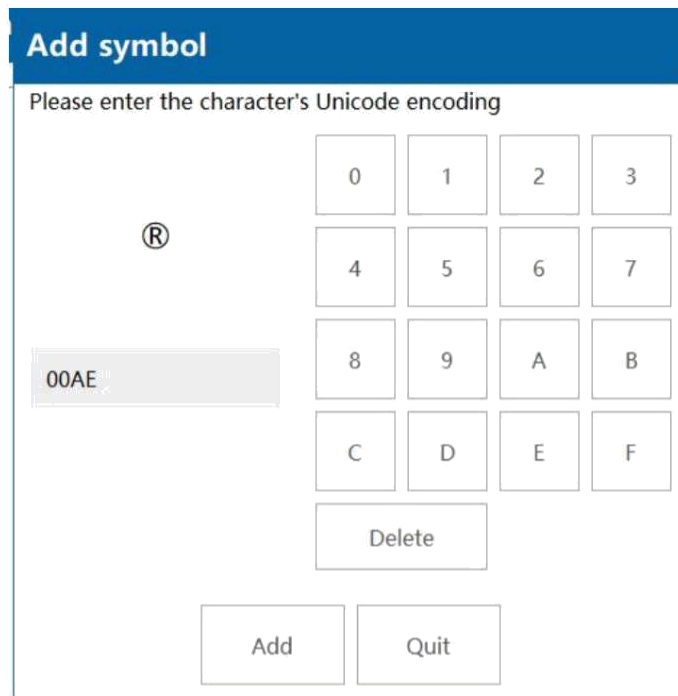 Add symbol
Please enter the character's Unicode encoding
0 1 2 3
®
4 5 6 7
8 9 A B
00AE
C D E F
Delete
Add Quit